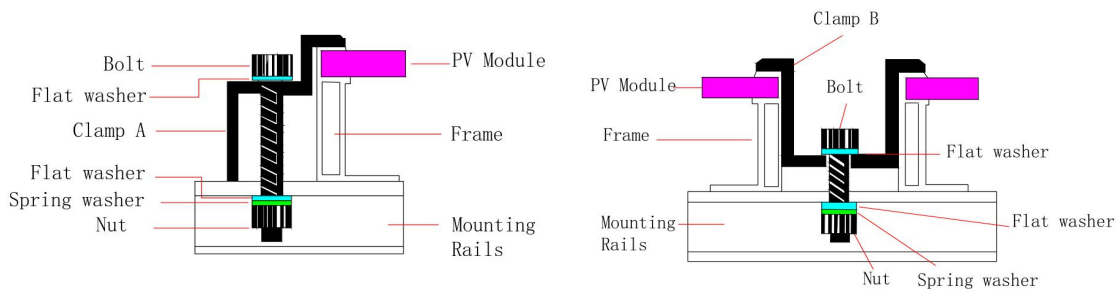 Bolt
Flat washer
Clamp A
Flat washer
Spring washer
Nut
PV Module
Frame
Mounting
Rails
Clamp B
PV Module
Bolt
Frame
Flat washer
Mounting
Rails
Flat washer
Nut
Spring washer